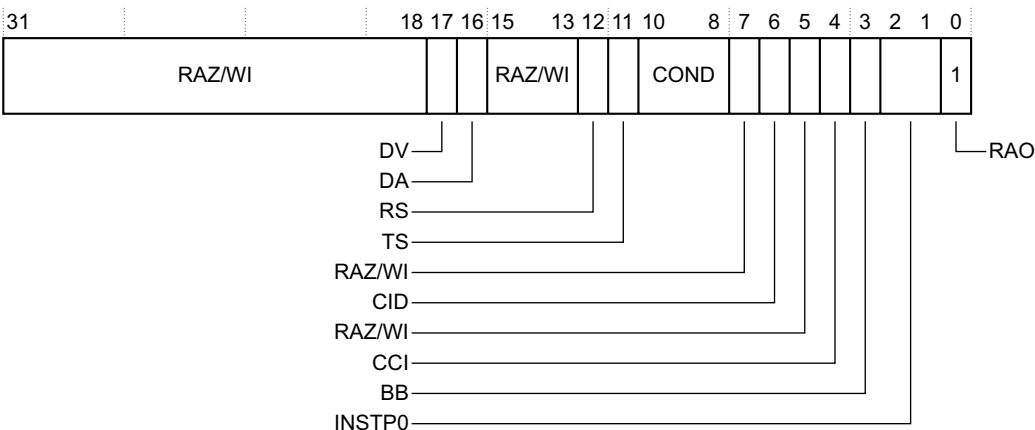 31 18 17 16 15 13 12 11 10 8 7 6 5 4 3 2 1 0
RAZ/WI RAZ/WI COND 1
DV RAO
DA
RS
TS
RAZ/WI
CID
RAZ/WI
CCI
BB
INSTP0